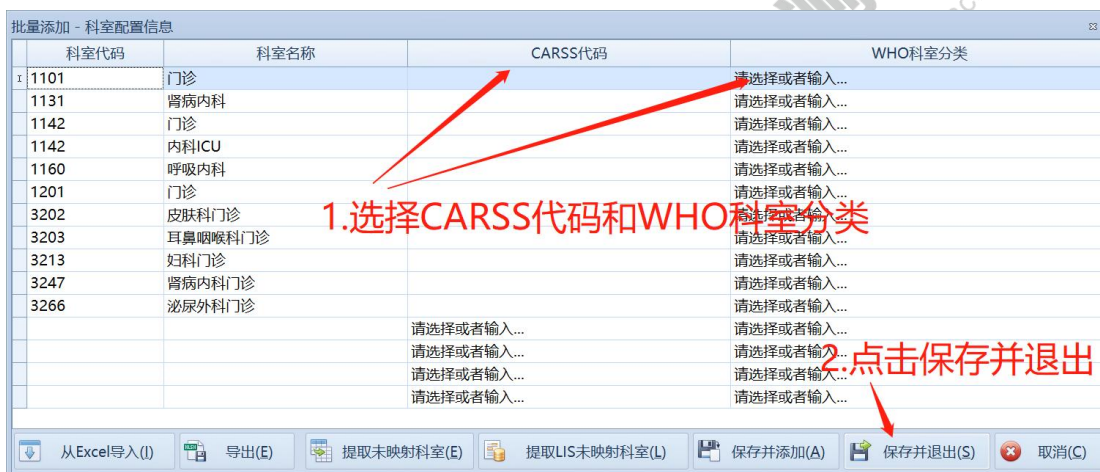 批量添加 - 科室配置信息
科室代码 科室名称 CARSS代码 WHO科室分类
1101 门诊 请选择或者输入...
1131 肾病内科 请选择或者输入...
1142 门诊 请选择或者输入...
1142 内科ICU 请选择或者输入...
1160 呼吸内科 请选择或者输入...
1201 门诊 请选择或者输入...
3202 皮肤科门诊 请选择或者输入...
1.选择CARSS代码和WHO科室分类
3203 耳鼻咽喉科门诊 请选择或者输入...
3213 妇科门诊 请选择或者输入...
3247 肾病内科门诊 请选择或者输入...
3266 泌尿外科门诊 请选择或者输入...
请选择或者输入... 请选择或者输入...
请选择或者输入... 请选择或者输入...
2.点击保存并退出
请选择或者输入... 请选择或者输入...
请选择或者输入... 请选择或者输入...
从Excel导入(I) 导出(E) 提取未映射科室(E) 提取LIS未映射科室(L) 保存并添加(A) 保存并退出(S) 取消(C)